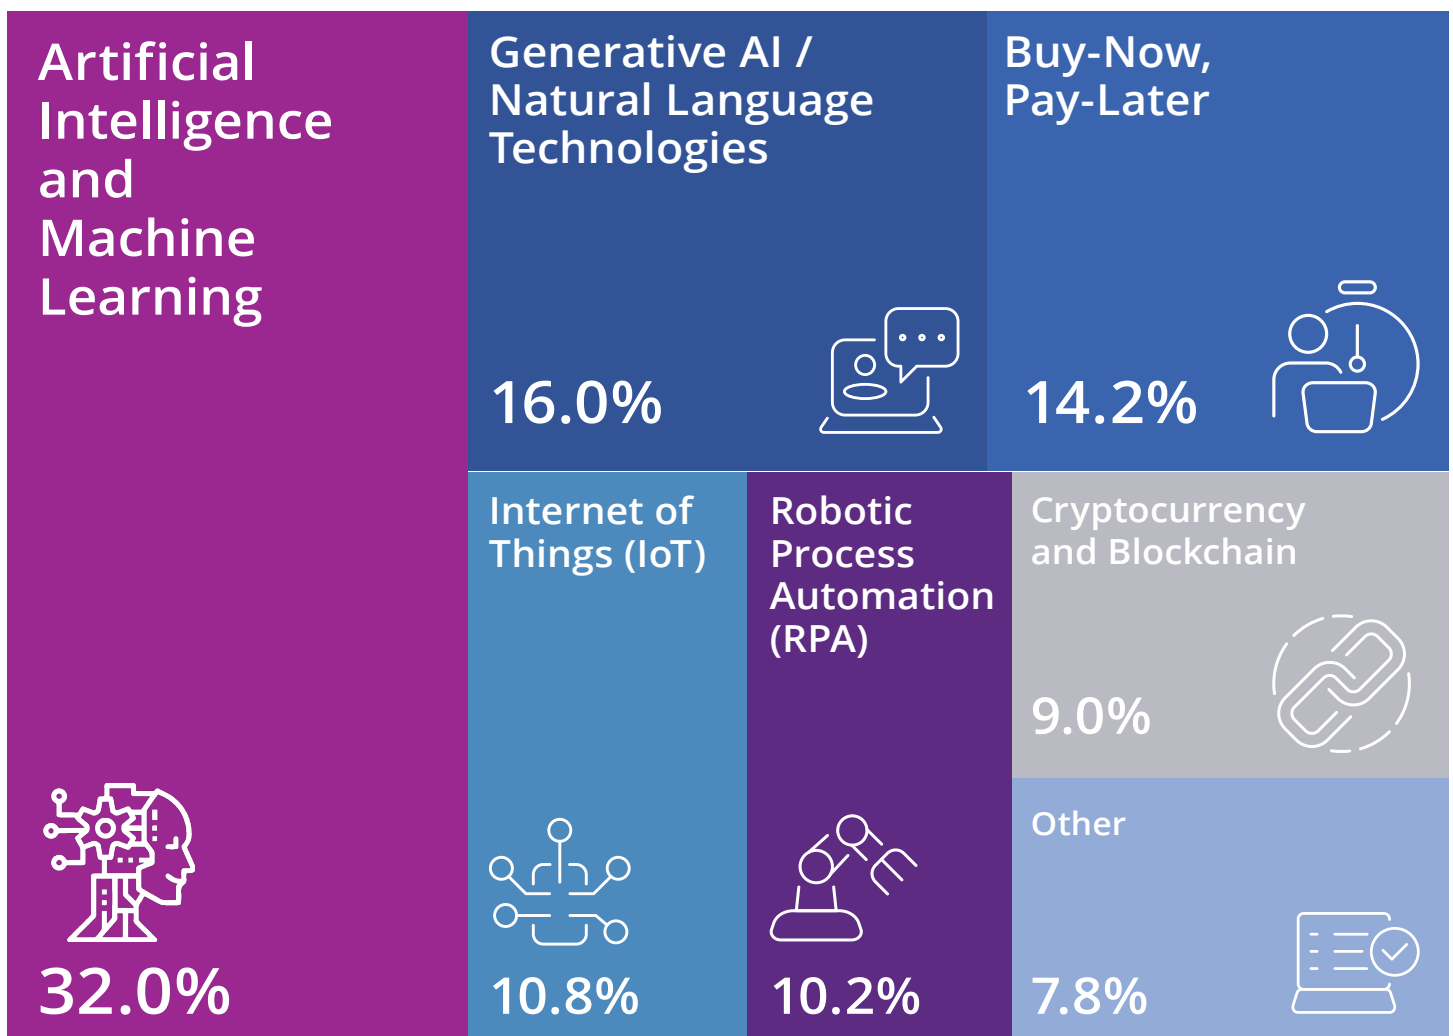 Artificial
Intelligence
and
Machine
Learning
32.0%
Generative AI /
Natural Language
Technologies
16.0%
Buy-Now,
Pay-Later
14.2%
Internet of
Things (IoT)
10.8%
Robotic
Process
Automation
(RPA)
10.2%
Cryptocurrency
and Blockchain
9.0%
Other
7.8%